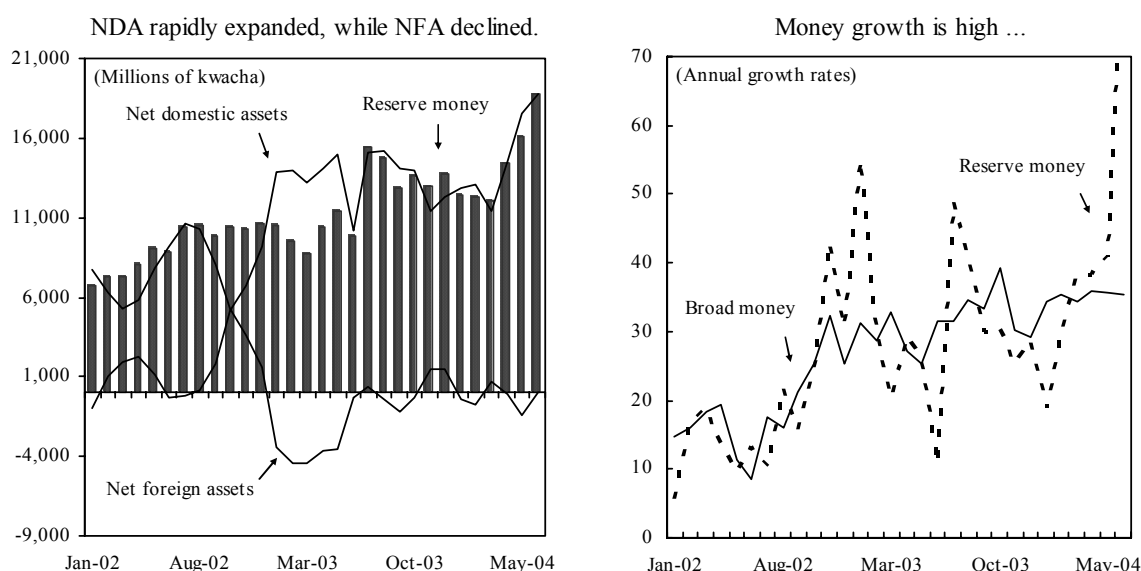 NDA rapidly expanded, while NFA declined.
21,000
(Millions of kwacha)
Net domestic assets
Reserve money
16,000
11,000
6,000
1,000
-4,000
Net foreign assets
-9,000
Jan-02
Aug-02
Mar-03
Oct-03
May-04
Money growth is high ...
70
(Annual growth rates)
60
Reserve money
50
40
Broad money
30
20
10
0
Jan-02
Aug-02
Mar-03
Oct-03
May-04